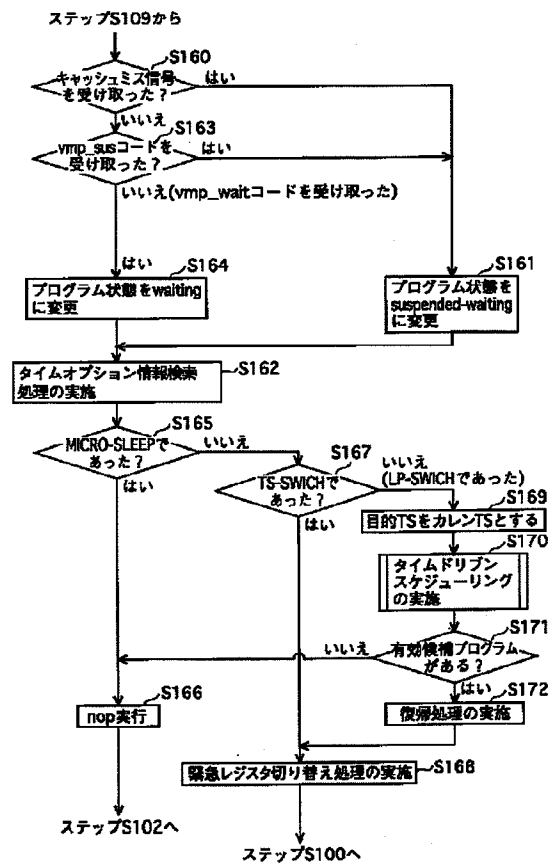 ステップS109から
S160
キャッシュミス信号
を受け取った？
はい
いいえ
S163
vmp_susコードを
受け取った？
はい
いいえ(vmp_waitコードを受け取った)
はい
S164
プログラム状態をwaiting
に変更
S161
プログラム状態を
suspended-waiting
に変更
S162
タイムオプション情報検索
処理の実施
S165
MICRO-SLEEPで
あった？
いいえ
はい
S167
TS-SWICHで
あった？
いいえ
(LP-SWICHであった)
はい
S169
目的TSをカレンTSとする
S170
タイムドリブン
スケジューリング
の実施
S171
有効候補プログラム
がある？
いいえ
はい
S166
nop実行
S172
復帰処理の実施
S168
緊急レジスタ切り替え処理の実施
ステップS102へ
ステップS100へ